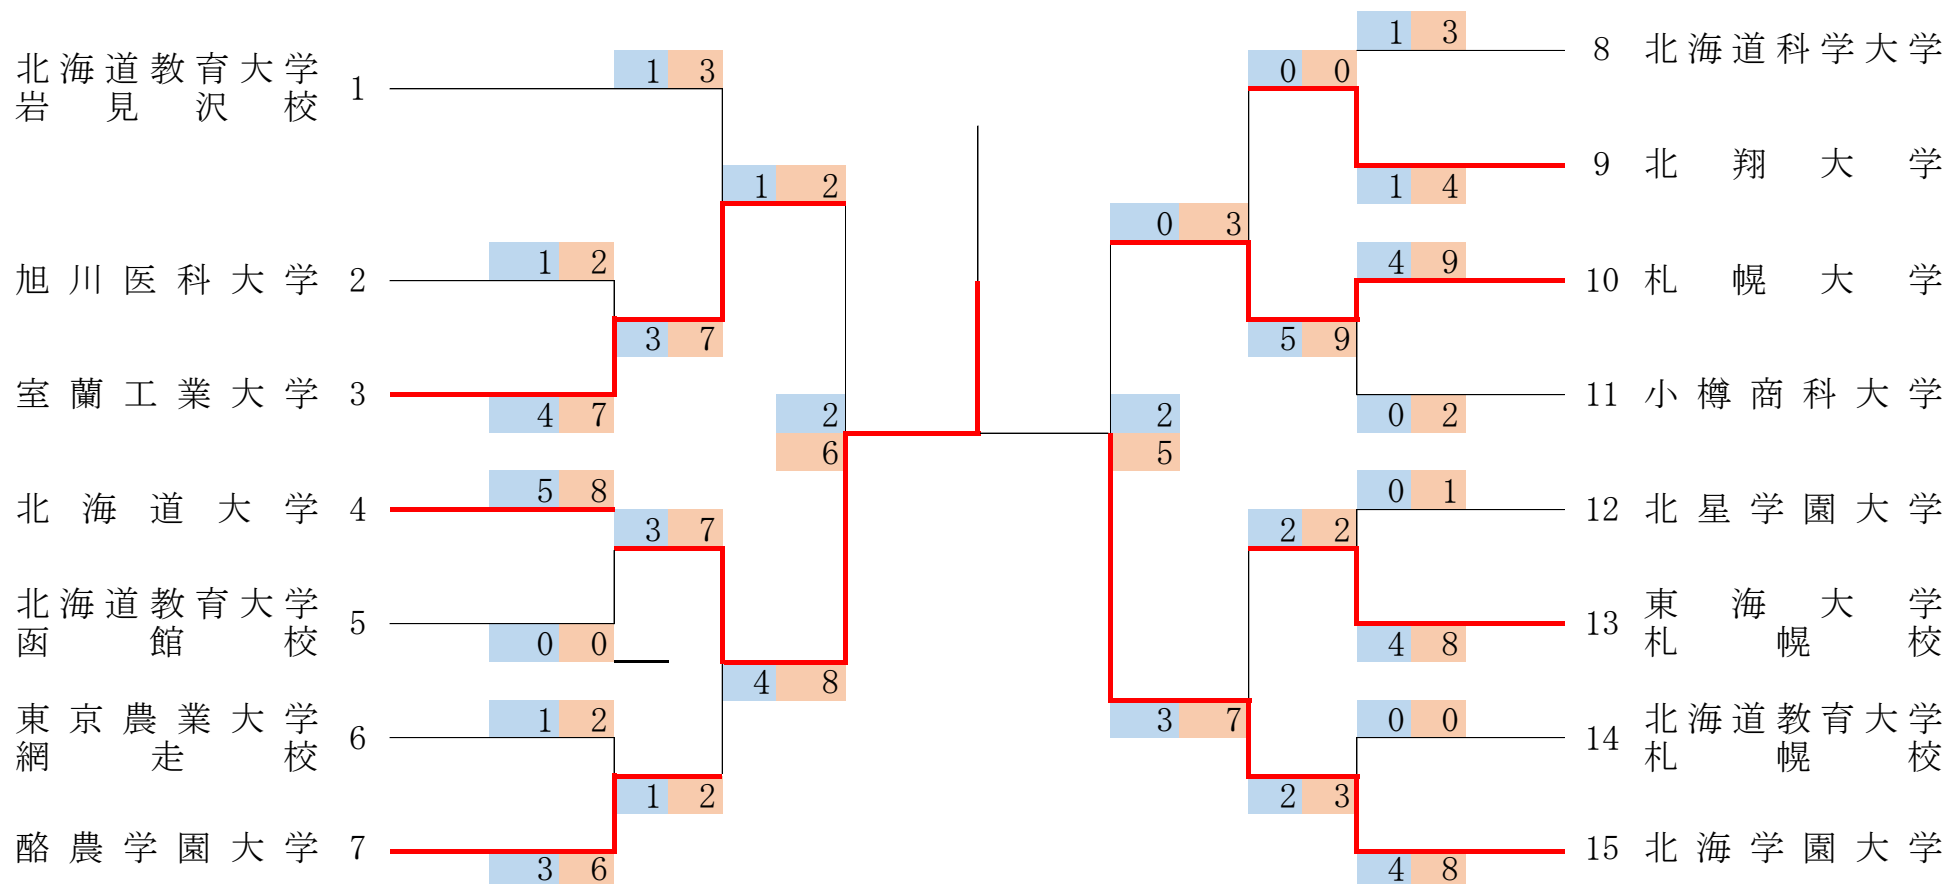 1 3
8 北海道科学大学
北海道教育大学
岩見沢校 1
1 3
0 0
9 北翔大学
1 4
1 2
0 3
旭川医科大学 2
1 2
4 9
10 札幌大学
3 7
5 9
室蘭工業大学 3
4 7
11 小樽商科大学
0 2
2
6
2
5
北海道大学 4
5 8
0 1
12 北星学園大学
3 7
2 2
北海道教育大学
函館校 5
0 0
13 東海大学
札幌校
4 8
4 8
3 7
東京農業大学
網走校 6
1 2
0 0
14 北海道教育大学
札幌校
1 2
2 3
酪農学園大学 7
3 6
15 北海学園大学
4 8